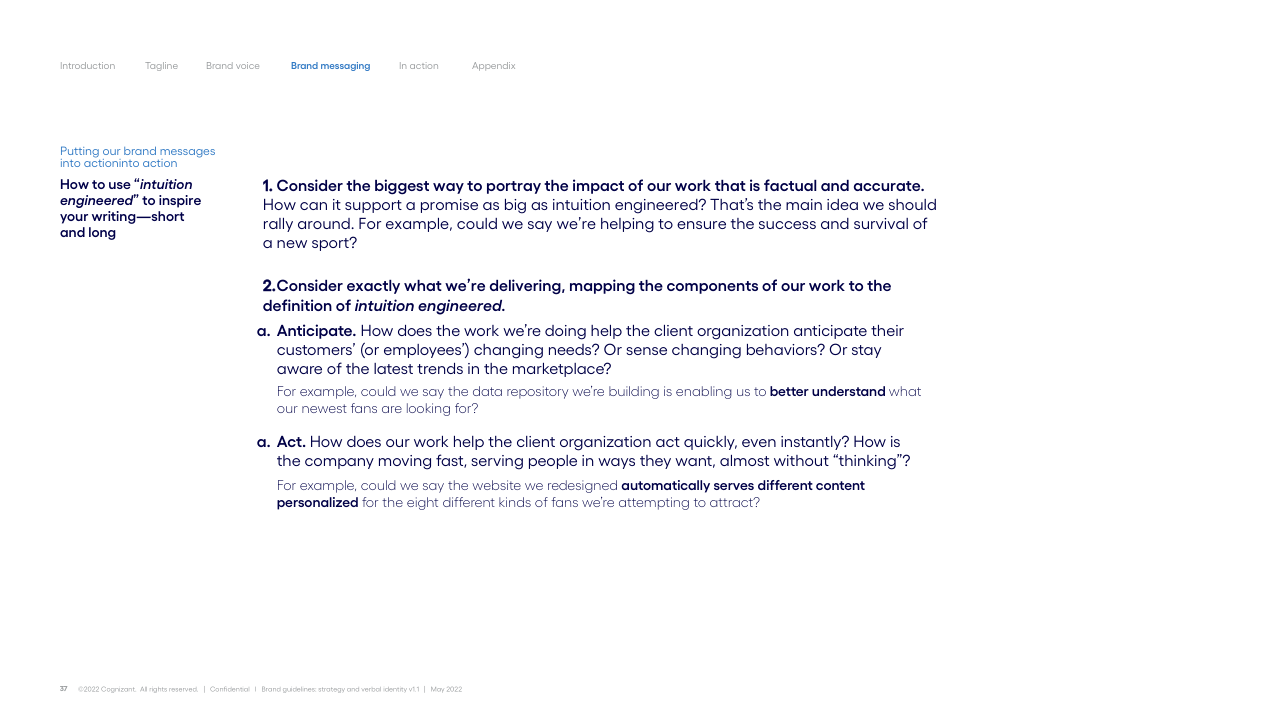 Introduction Tagline Brand voice Brand messaging In action Appendix
Putting our brand messages
into actioninto action
How to use “intuition
engineered” to inspire
your writing—short
and long
1. Consider the biggest way to portray the impact of our work that is factual and accurate.
How can it support a promise as big as intuition engineered? That’s the main idea we should
rally around. For example, could we say we’re helping to ensure the success and survival of
a new sport?
2.Consider exactly what we’re delivering, mapping the components of our work to the
definition of intuition engineered.
a. Anticipate. How does the work we’re doing help the client organization anticipate their
customers’ (or employees’) changing needs? Or sense changing behaviors? Or stay
aware of the latest trends in the marketplace?
For example, could we say the data repository we’re building is enabling us to better understand what
our newest fans are looking for?
a. Act. How does our work help the client organization act quickly, even instantly? How is
the company moving fast, serving people in ways they want, almost without “thinking”?
For example, could we say the website we redesigned automatically serves different content
personalized for the eight different kinds of fans we’re attempting to attract?
37 ©2022 Cognizant. All rights reserved. | Confidential | Brand guidelines: strategy and verbal identity v1.1 | May 2022